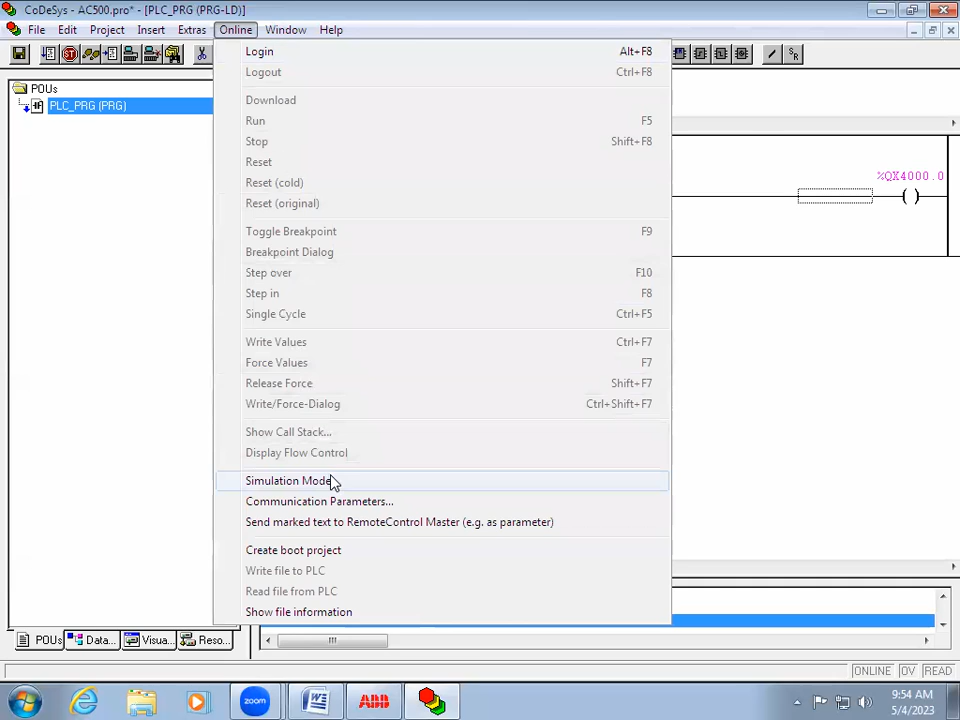 CoDeSys - AC500.pro* - [PLC_PRG (PRG-LD)]
File Edit Project Insert Extras Online Window Help
Login Alt+F8
Logout Ctrl+F8
Download
Run F5
Stop Shift+F8
Reset
Reset (cold)
Reset (original)
Toggle Breakpoint F9
Breakpoint Dialog
Step over F10
Step in F8
Single Cycle Ctrl+F5
Write Values Ctrl+F7
Force Values F7
Release Force Shift+F7
Write/Force-Dialog Ctrl+Shift+F7
Show Call Stack...
Display Flow Control
Simulation Mode
Communication Parameters...
Send marked text to RemoteControl Master (e.g. as parameter)
Create boot project
Write file to PLC
Read file from PLC
Show file information
POUs
PLC_PRG (PRG)
%QX4000.0
POUs Data... Visua... Reso...
ONLINE OV READ
zoom W ABB
9:54 AM
5/4/2023